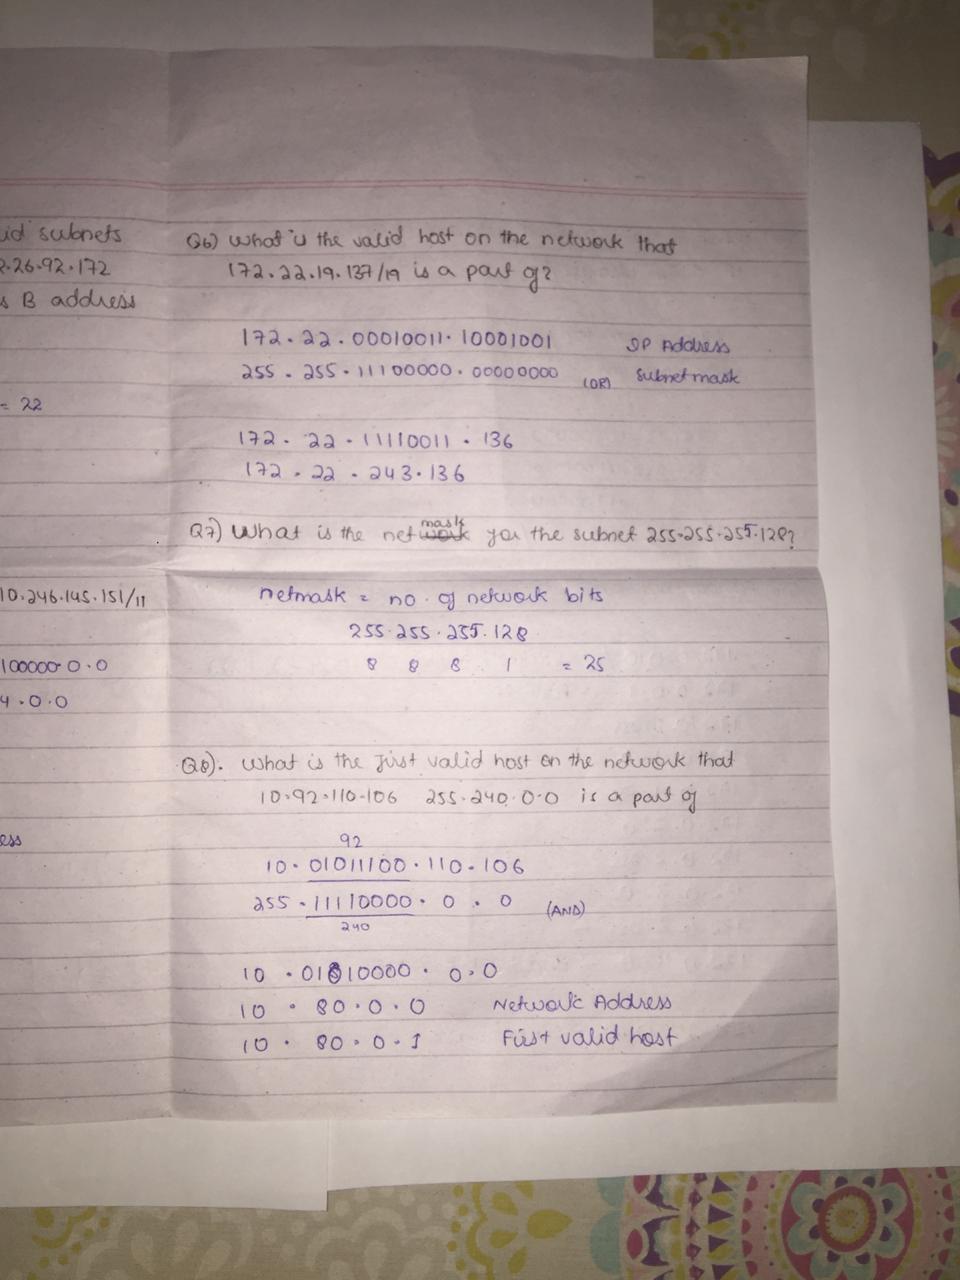 id subnets
2.26.92.172
s B address
= 22
10.246.145.151/11
100000.0.0
4.0.0
ess
Q6) What is the valid host on the network that
172.22.19.137/19 is a part of?
172.22.00010011.10001001 IP Address
255.255.11100000.00000000 (OR) Subnet mask
172.22.11110011.136
172.22.243.136
Q7) What is the netmask for the subnet 255.255.255.128?
netmask = no. of network bits
255.255.255.128
8 8 8 1 = 25
Q8). What is the first valid host on the network that
10.92.110.106 255.240.0.0 is a part of
92
10.01011100.110.106
255.11110000.0.0 (AND)
240
10.01010000.0.0
10.80.0.0 Network Address
10.80.0.1 First valid host